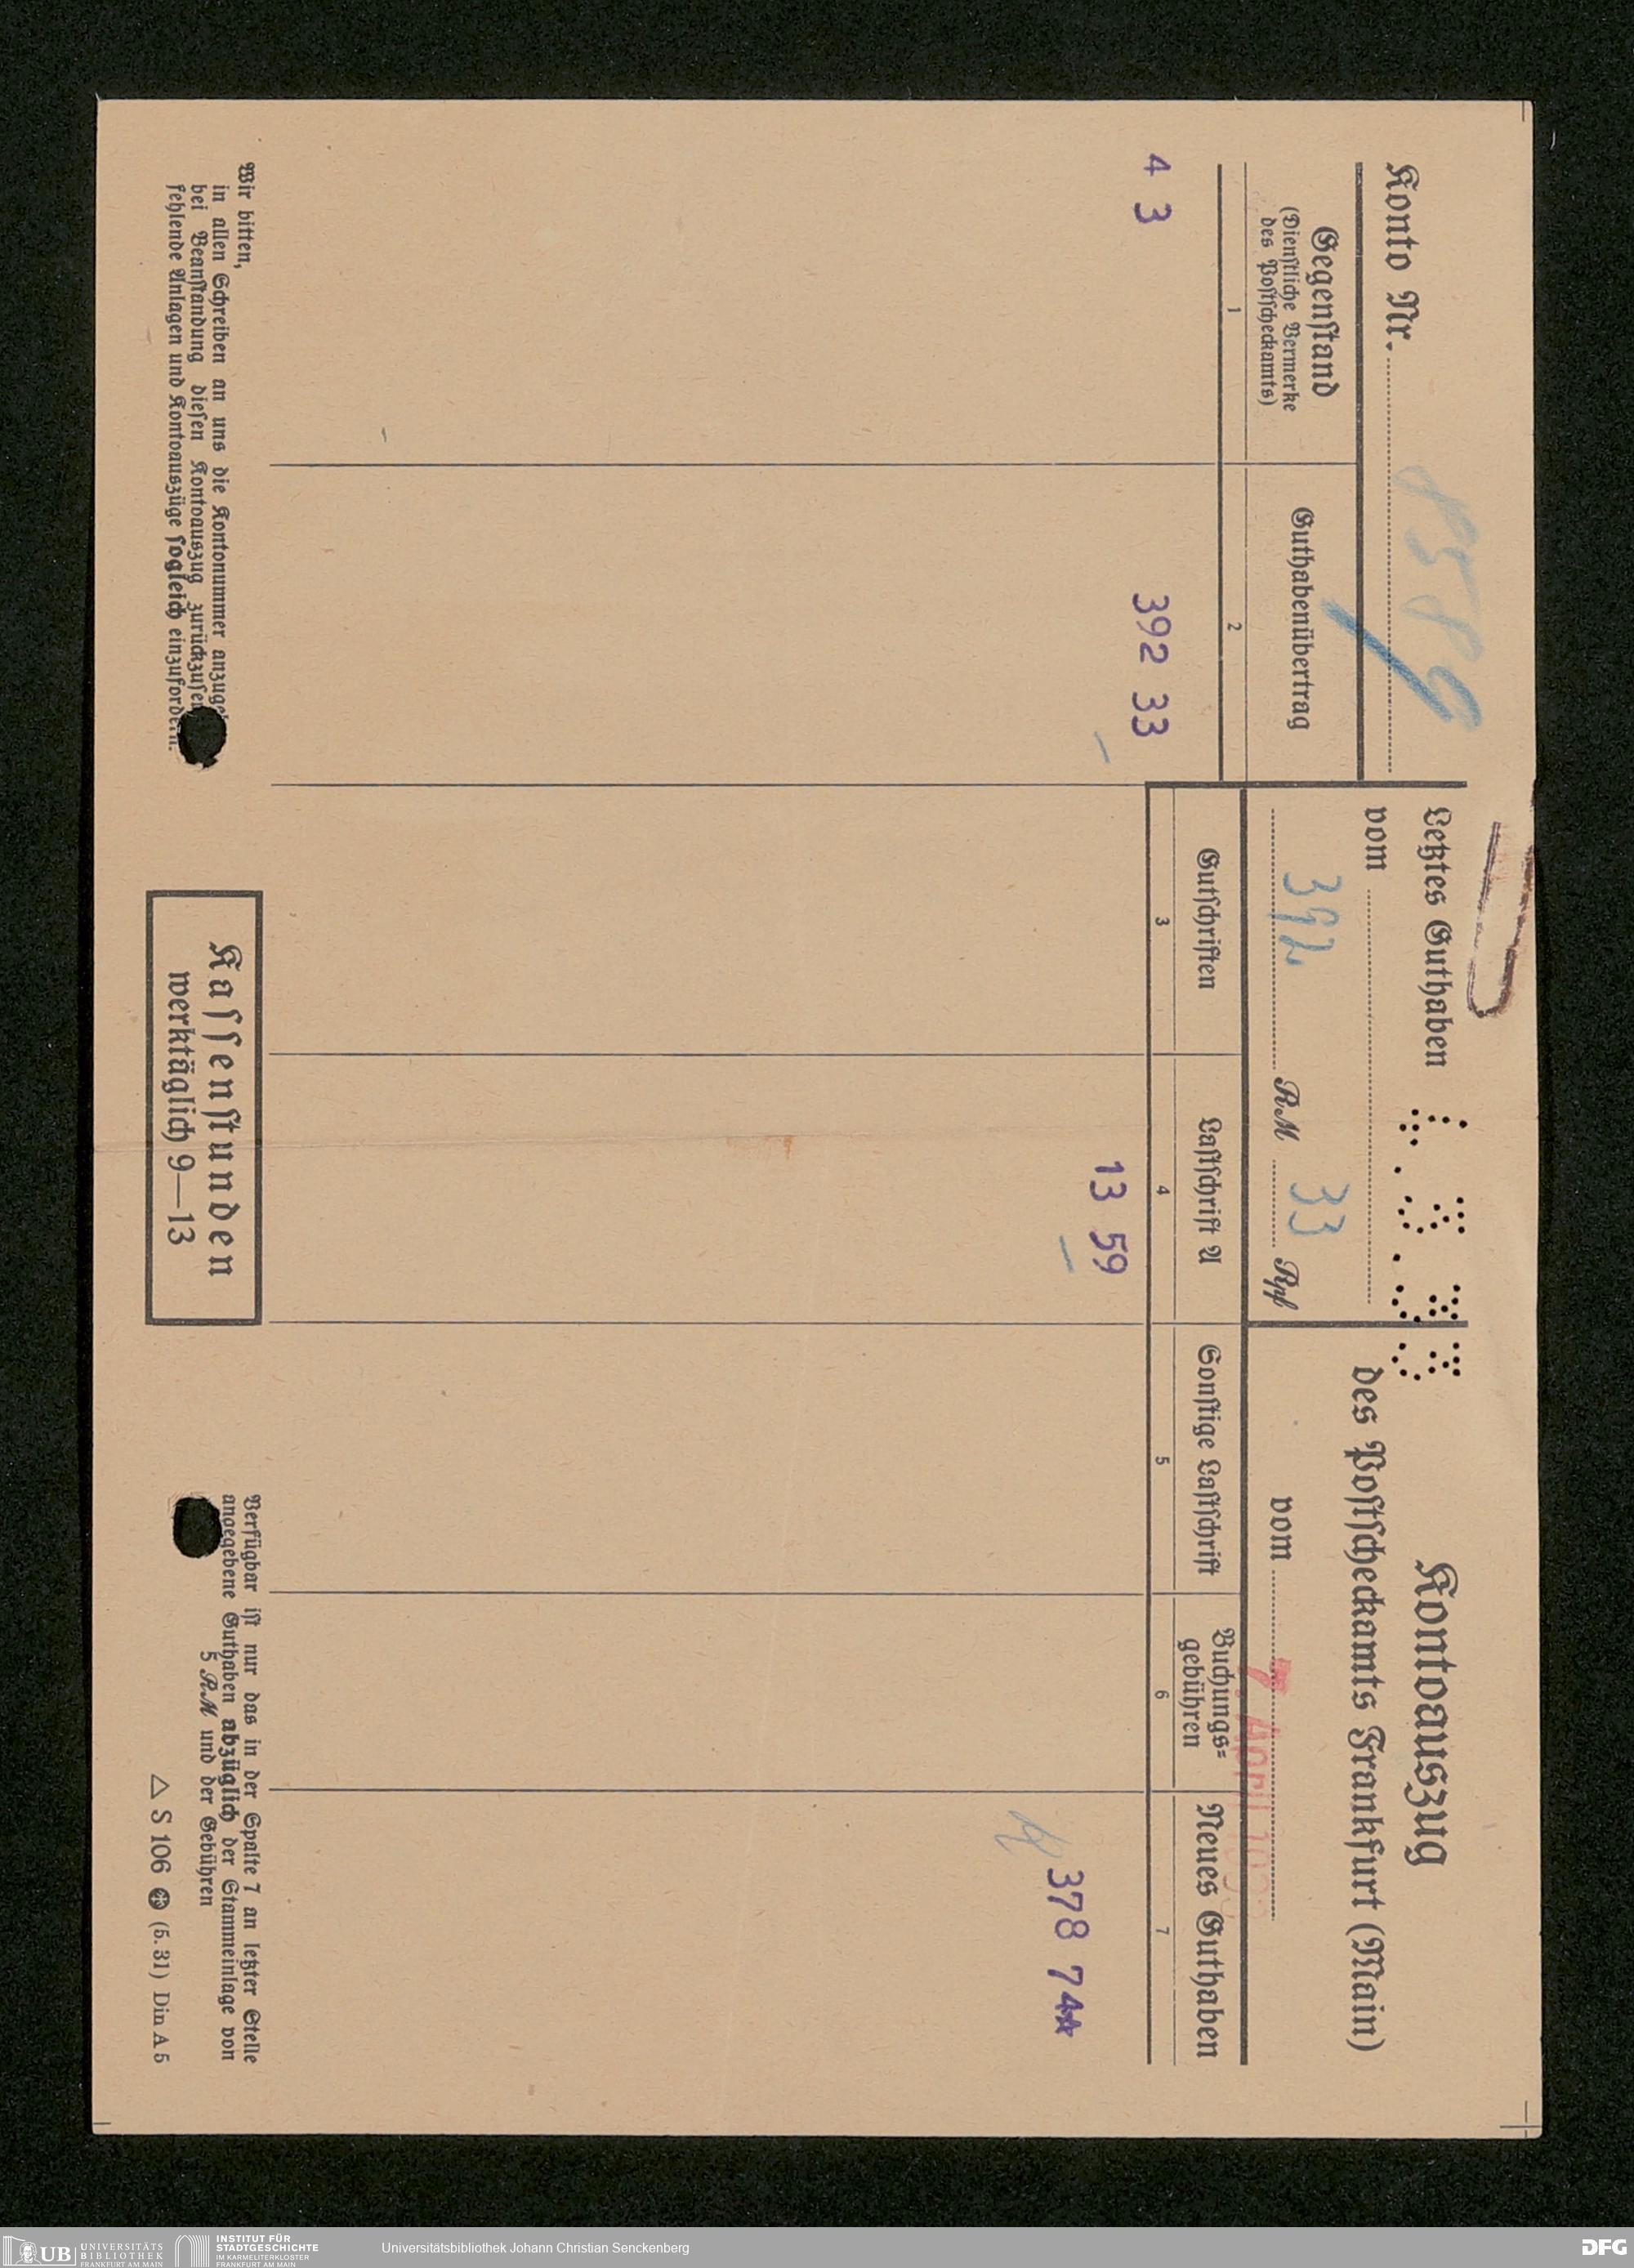 Konto Nr.
Letztes Guthaben
vom
392 RM 33 Rpf
Kontoauszug
des Postscheckamts Frankfurt (Main)
vom
7. April
Gegenstand
(Dienstliche Vermerke
des Postscheckamts)
Guthabenübertrag
Gutschriften
Lastschrift A
Sonstige Lastschrift
Buchungs=
gebühren
Neues Guthaben
1 2 3 4 5 6 7
4 3 392 33
13 59
378 74
Wir bitten,
in allen Schreiben an uns die Kontonummer
bei Beanstandung diesen Kontoauszug
fehlende Anlagen und Kontoauszüge sogleich einzufordern.
Kassenstunden
werktäglich 9—13
Verfügbar ist nur das in der Spalte 7 an letzter Stelle
angegebene Guthaben abzüglich der Stammeinlage von
5 RM und der Gebühren
△ S 106 (5. 31) Din A 5
UB UNIVERSITÄTS
BIBLIOTHEK
FRANKFURT AM MAIN
INSTITUT FÜR
STADTGESCHICHTE
IM KARMELITERKLOSTER
FRANKFURT AM MAIN
Universitätsbibliothek Johann Christian Senckenberg
DFG